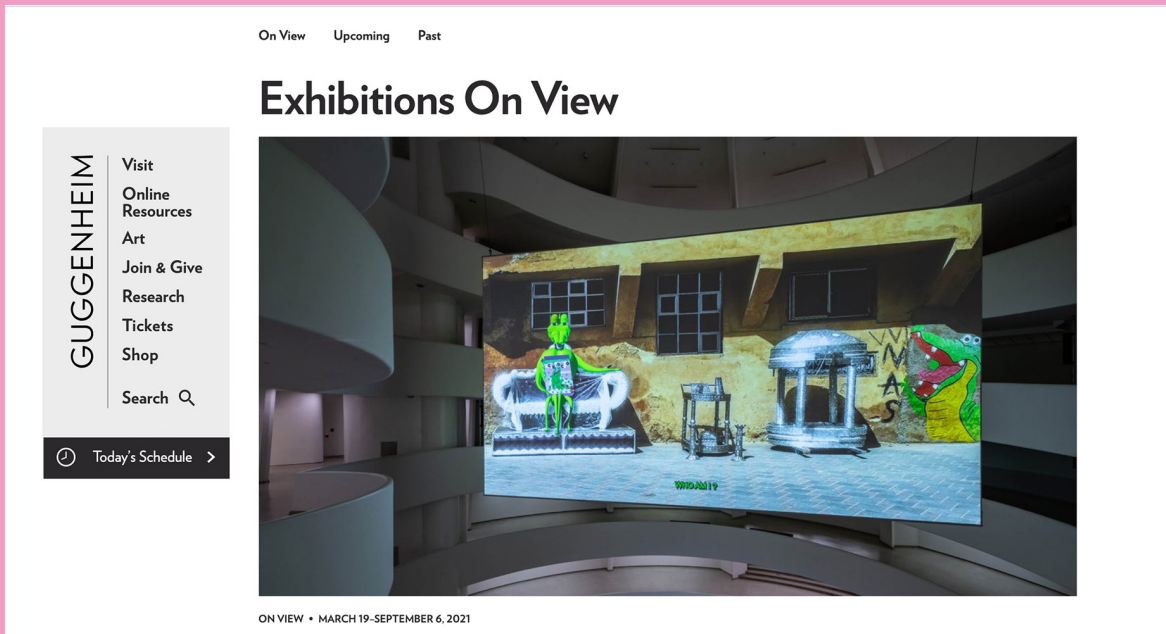 On View Upcoming Past
Exhibitions On View
GUGGENHEIM
Visit
Online
Resources
Art
Join & Give
Research
Tickets
Shop
Search
Today's Schedule
WNAS
WHO AM I ?
ON VIEW • MARCH 19–SEPTEMBER 6, 2021